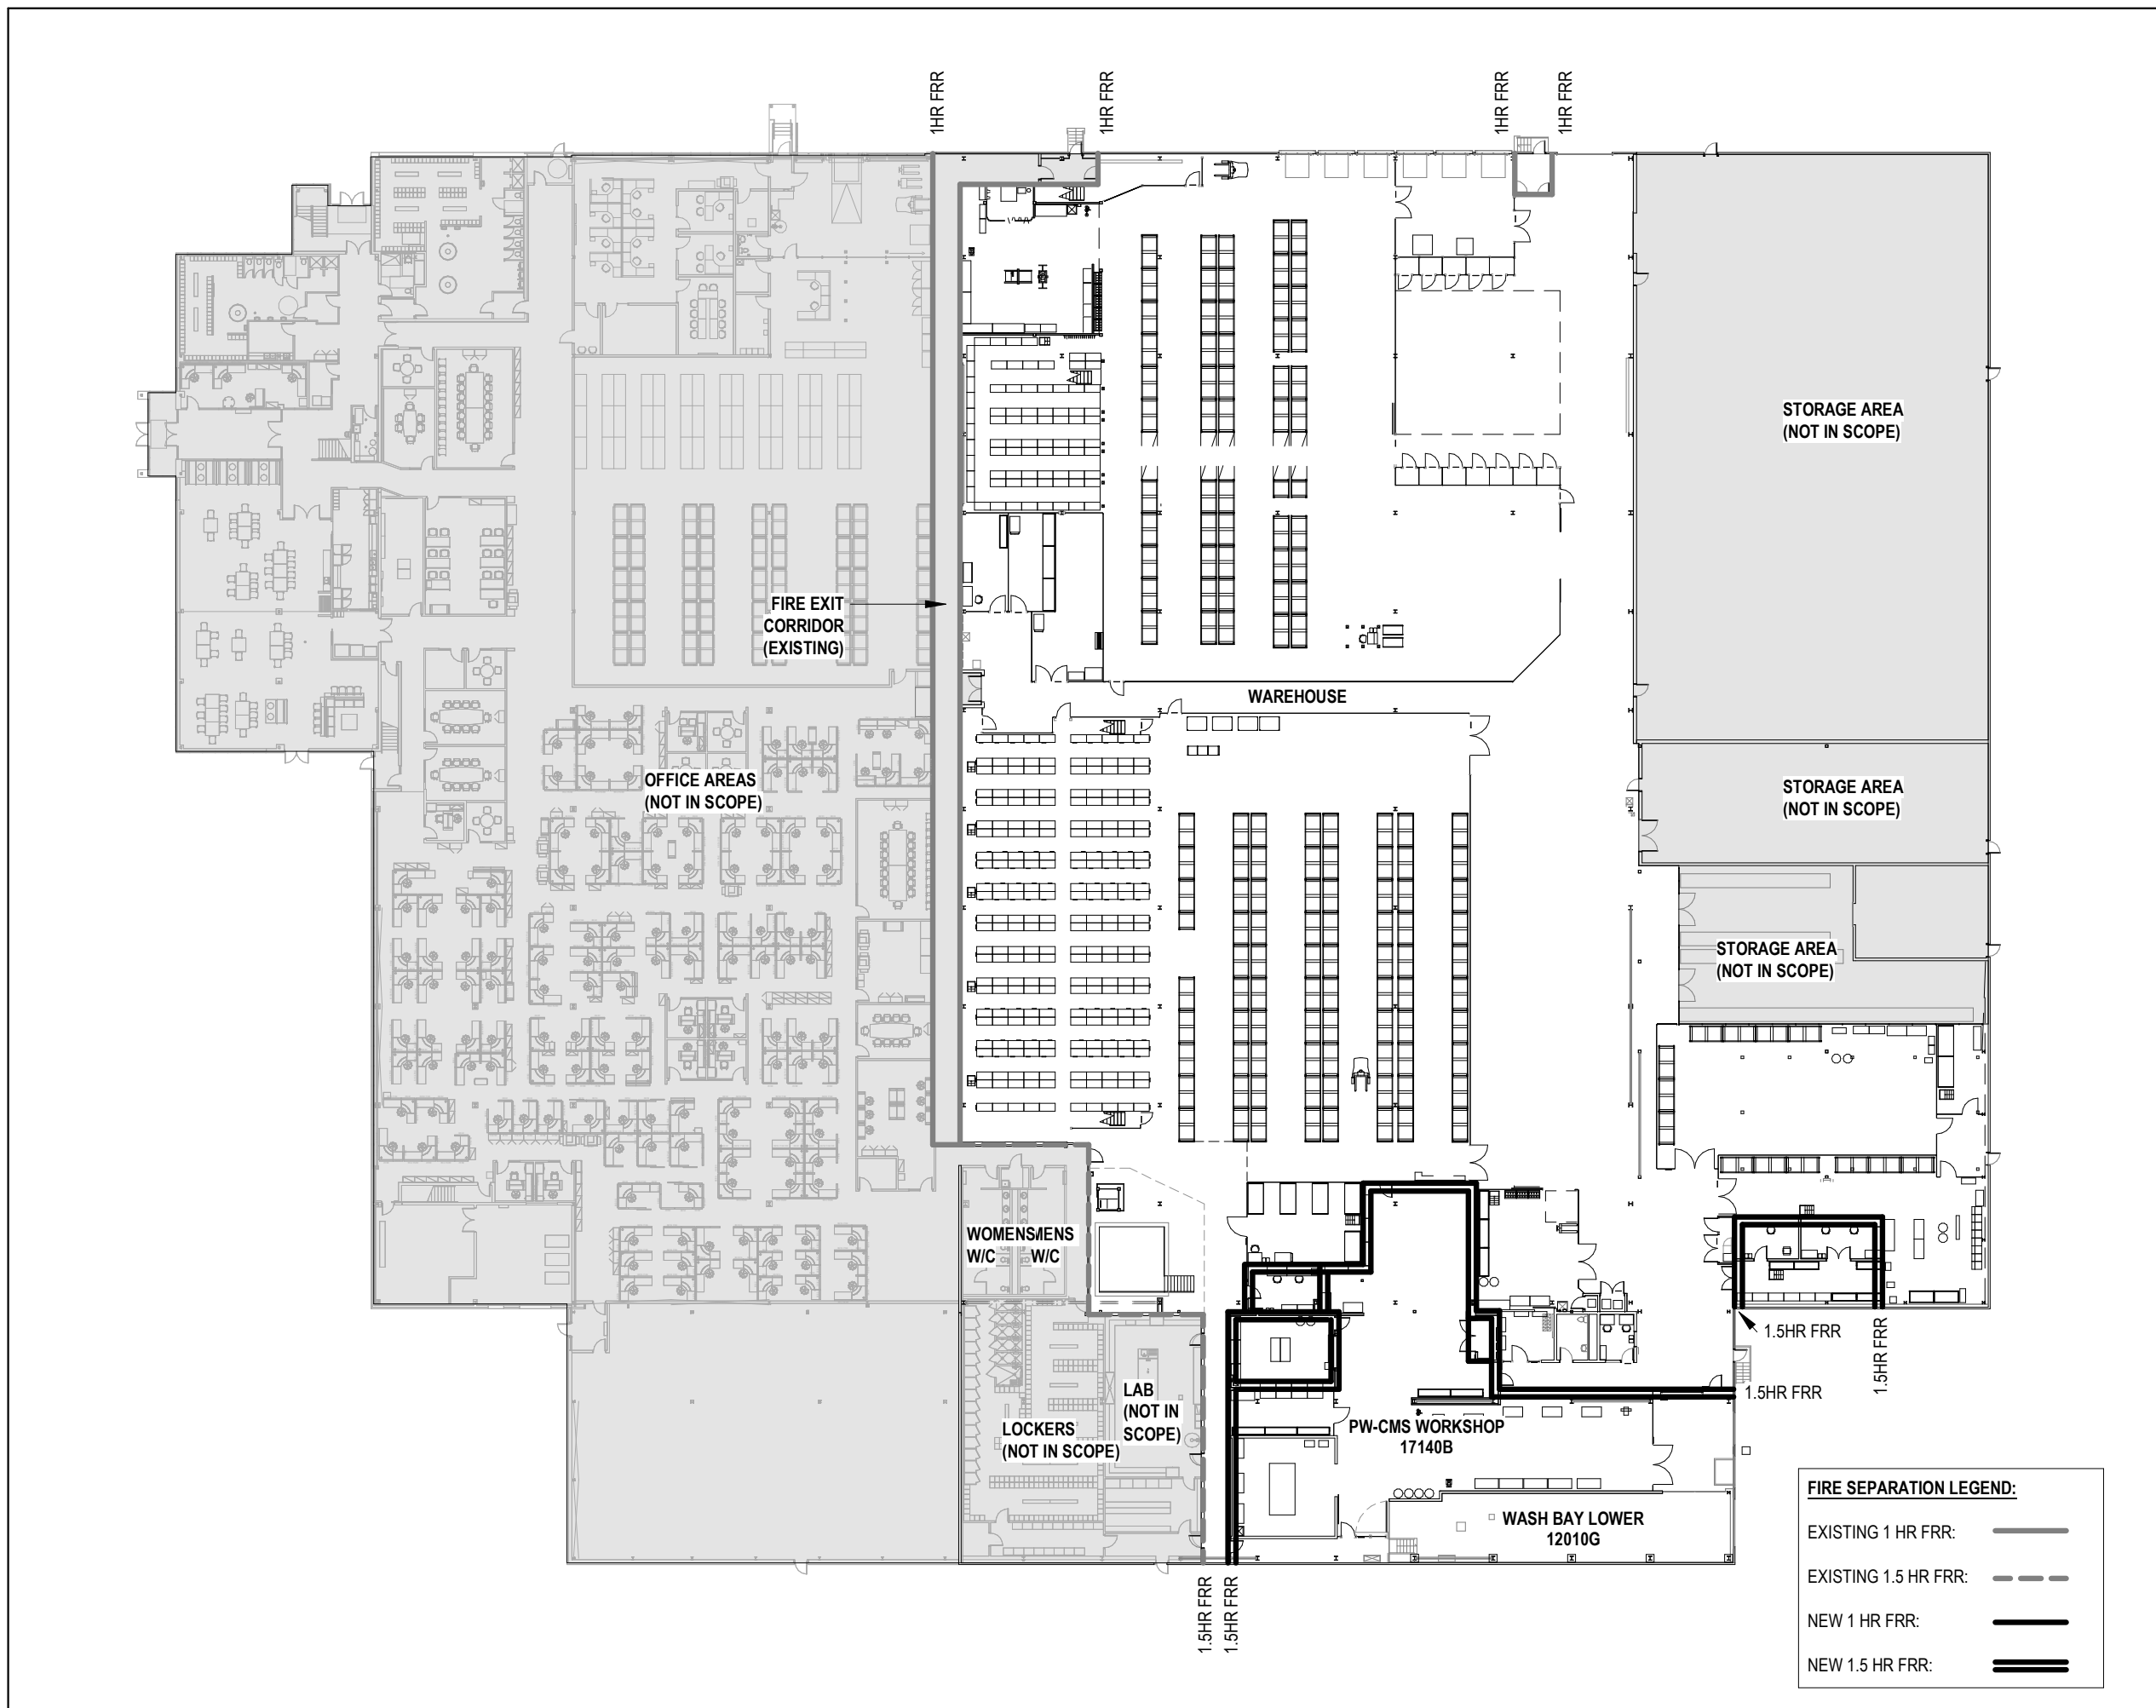 1HR FRR
1HR FRR
1HR FRR
1HR FRR
STORAGE AREA
(NOT IN SCOPE)
FIRE EXIT
CORRIDOR
(EXISTING)
WAREHOUSE
OFFICE AREAS
(NOT IN SCOPE)
STORAGE AREA
(NOT IN SCOPE)
STORAGE AREA
(NOT IN SCOPE)
WOMENS
W/C
MENS
W/C
1.5HR FRR
1.5HR FRR
1.5HR FRR
LAB
(NOT IN
SCOPE)
LOCKERS
(NOT IN SCOPE)
PW-CMS WORKSHOP
17140B
WASH BAY LOWER
12010G
1.5HR FRR
1.5HR FRR
FIRE SEPARATION LEGEND:
EXISTING 1 HR FRR:
EXISTING 1.5 HR FRR:
NEW 1 HR FRR:
NEW 1.5 HR FRR: